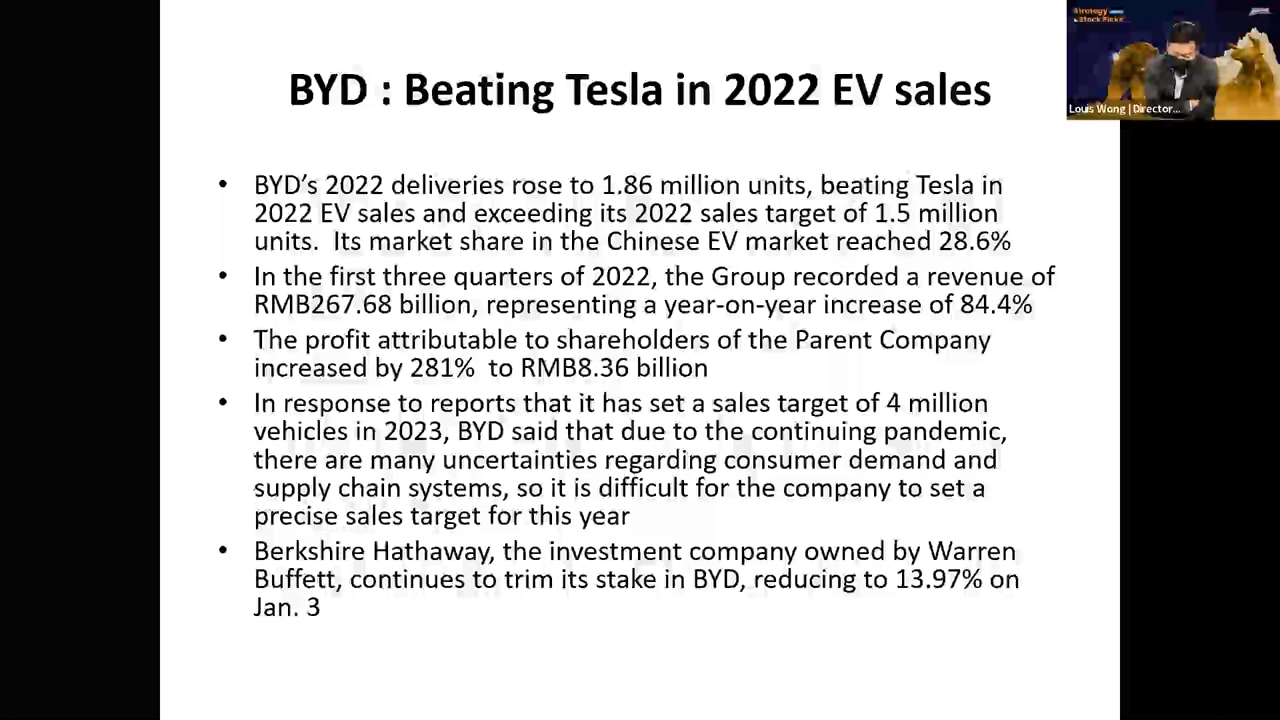 BYD : Beating Tesla in 2022 EV sales
Strategy
Stock Picks
Louis Wong | Director...
• BYD’s 2022 deliveries rose to 1.86 million units, beating Tesla in
2022 EV sales and exceeding its 2022 sales target of 1.5 million
units.  Its market share in the Chinese EV market reached 28.6%
• In the first three quarters of 2022, the Group recorded a revenue of
RMB267.68 billion, representing a year-on-year increase of 84.4%
• The profit attributable to shareholders of the Parent Company
increased by 281%  to RMB8.36 billion
• In response to reports that it has set a sales target of 4 million
vehicles in 2023, BYD said that due to the continuing pandemic,
there are many uncertainties regarding consumer demand and
supply chain systems, so it is difficult for the company to set a
precise sales target for this year
• Berkshire Hathaway, the investment company owned by Warren
Buffett, continues to trim its stake in BYD, reducing to 13.97% on
Jan. 3